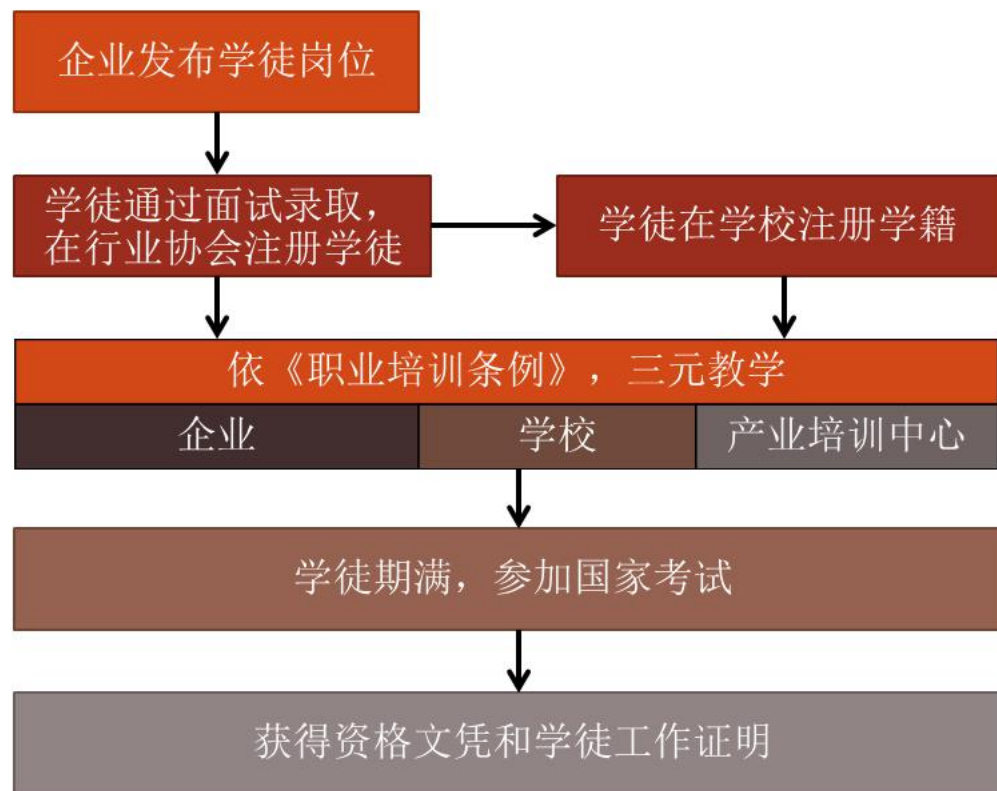 企业发布学徒岗位
学徒通过面试录取，
在行业协会注册学徒
学徒在学校注册学籍
依《职业培训条例》，三元教学
企业
学校
产业培训中心
学徒期满，参加国家考试
获得资格文凭和学徒工作证明